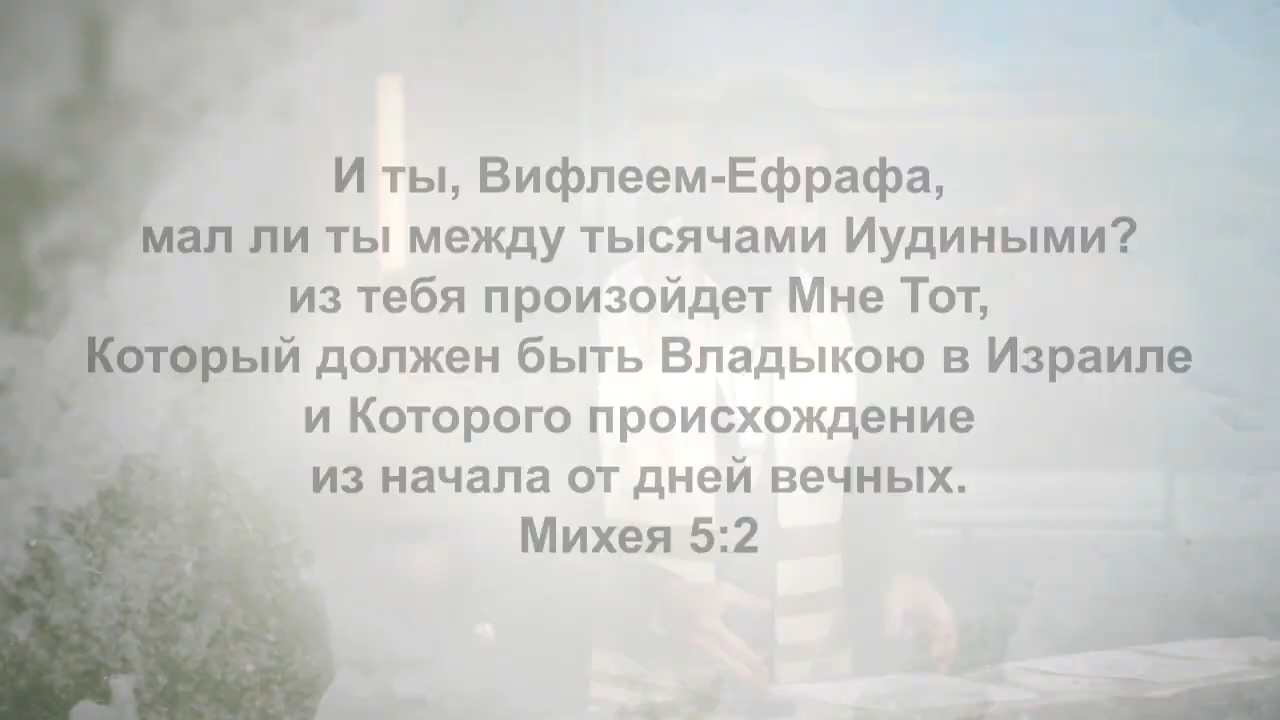 И ты, Вифлеем-Ефрафа,
мал ли ты между тысячами Иудиными?
из тебя произойдет Мне Тот,
Который должен быть Владыкою в Израиле
и Которого происхождение
из начала от дней вечных.
Михея 5:2